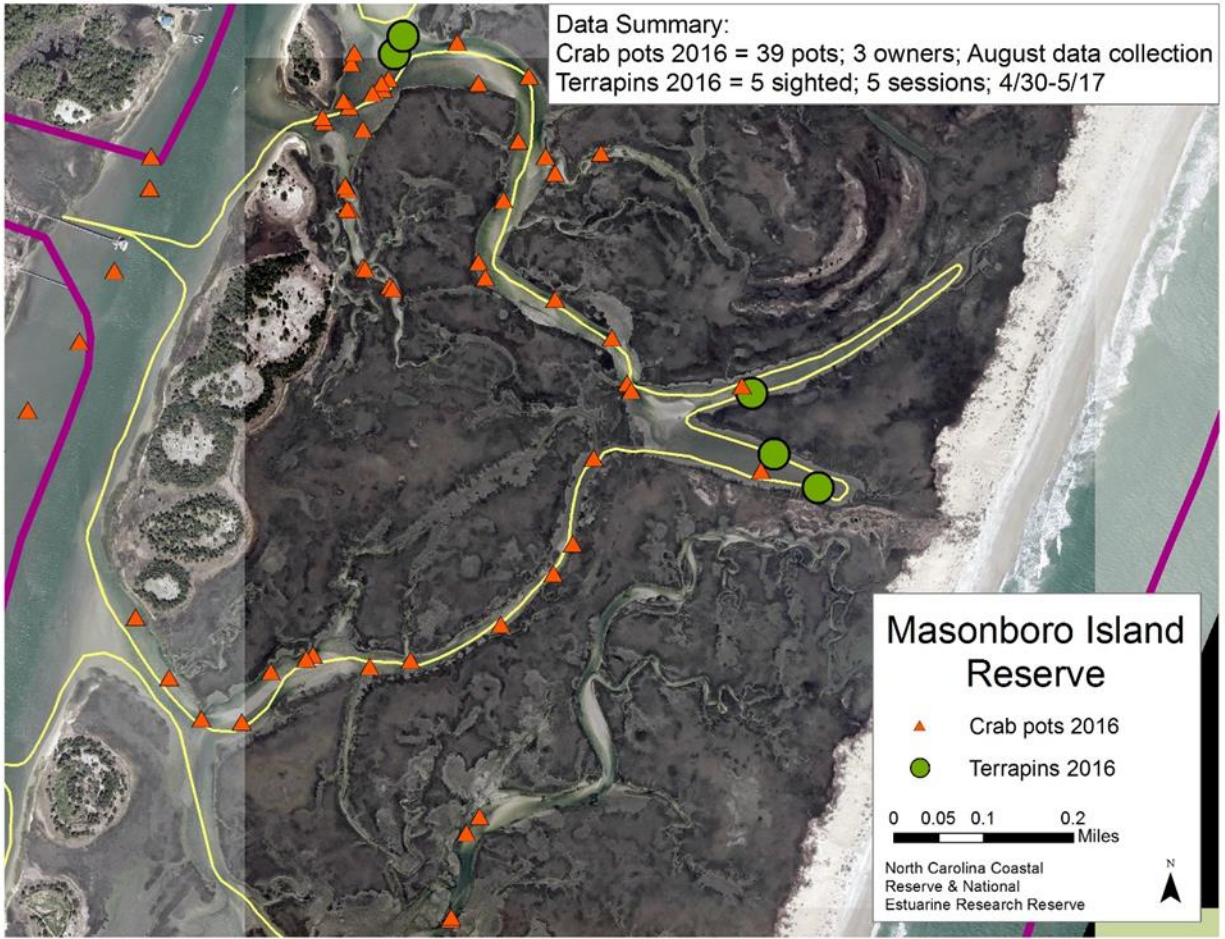 Data Summary:
Crab pots 2016 = 39 pots; 3 owners; August data collection
Terrapins 2016 = 5 sighted; 5 sessions; 4/30-5/17
Masonboro Island
Reserve
Crab pots 2016
Terrapins 2016
0 0.05 0.1 0.2
Miles
North Carolina Coastal
Reserve & National
Estuarine Research Reserve
N